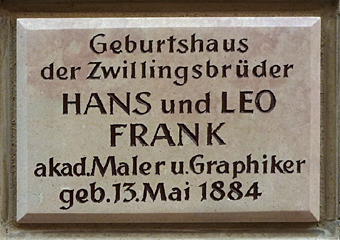 Geburtshaus
der Zwillingsbrüder
HANS und LEO
FRANK
akad.Maler u.Graphiker
geb.13.Mai 1884